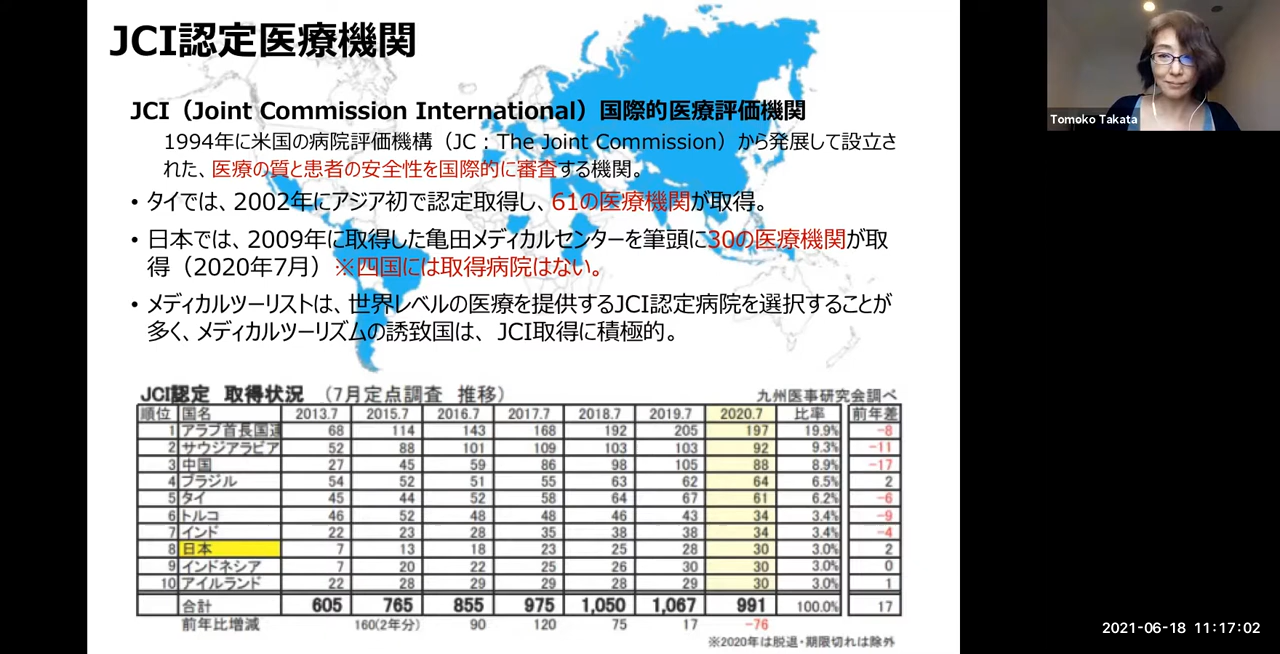 JCI認定医療機関
JCI（Joint Commission International）国際的医療評価機関
1994年に米国の病院評価機構（JC：The Joint Commission）から発展して設立さ
れた、医療の質と患者の安全性を国際的に審査する機関。
• タイでは、2002年にアジア初で認定取得し、61の医療機関が取得。
• 日本では、2009年に取得した亀田メディカルセンターを筆頭に30の医療機関が取
得（2020年7月）※四国には取得病院はない。
• メディカルツーリストは、世界レベルの医療を提供するJCI認定病院を選択することが
多く、メディカルツーリズムの誘致国は、JCI取得に積極的。
JCI認定 取得状況 （7月定点調査 推移） 九州医事研究会調べ
順位 国名 2013.7 2015.7 2016.7 2017.7 2018.7 2019.7 2020.7 比率 前年差
1 アラブ首長国連 68 114 143 168 192 205 197 19.9% -8
2 サウジアラビア 52 88 101 109 103 103 92 9.3% -11
3 中国 27 45 59 86 98 105 88 8.9% -17
4 ブラジル 54 52 51 55 63 62 64 6.5% 2
5 タイ 45 44 52 58 64 67 61 6.2% -6
6 トルコ 46 52 48 48 46 43 34 3.4% -9
7 インド 22 23 28 35 38 38 34 3.4% -4
8 日本 7 13 18 23 25 28 30 3.0% 2
9 インドネシア 7 20 22 25 26 30 30 3.0% 0
10 アイルランド 22 28 29 29 28 29 30 3.0% 1
合計 605 765 855 975 1,050 1,067 991 100.0% 17
前年比増減 160(2年分) 90 120 75 17 -76
※2020年は脱退・期限切れは除外
Tomoko Takata
2021-06-18 11:17:02